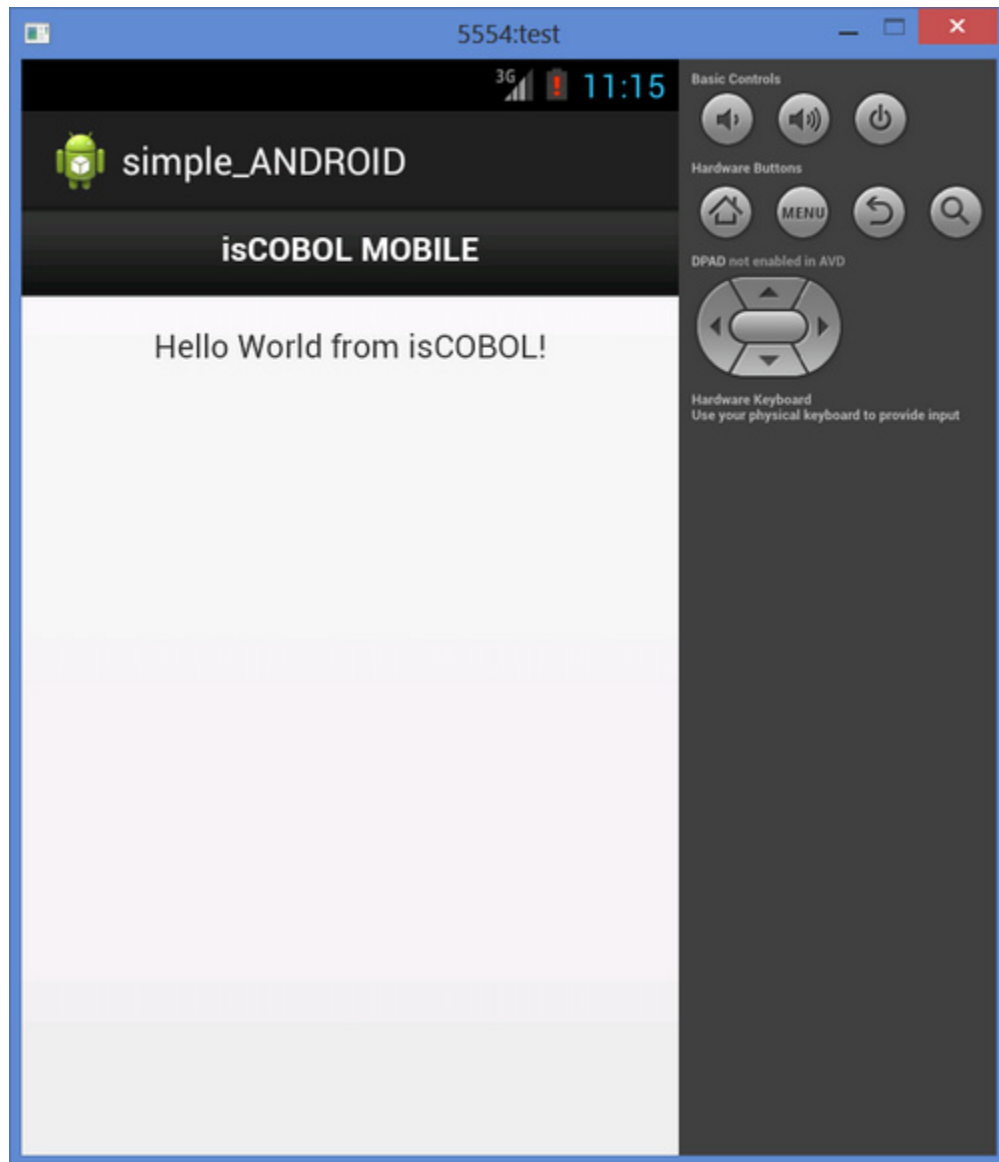 5554:test
3G 11:15
simple_ANDROID
isCOBOL MOBILE
Hello World from isCOBOL!
Basic Controls
Hardware Buttons
MENU
DPAD not enabled in AVD
Hardware Keyboard
Use your physical keyboard to provide input